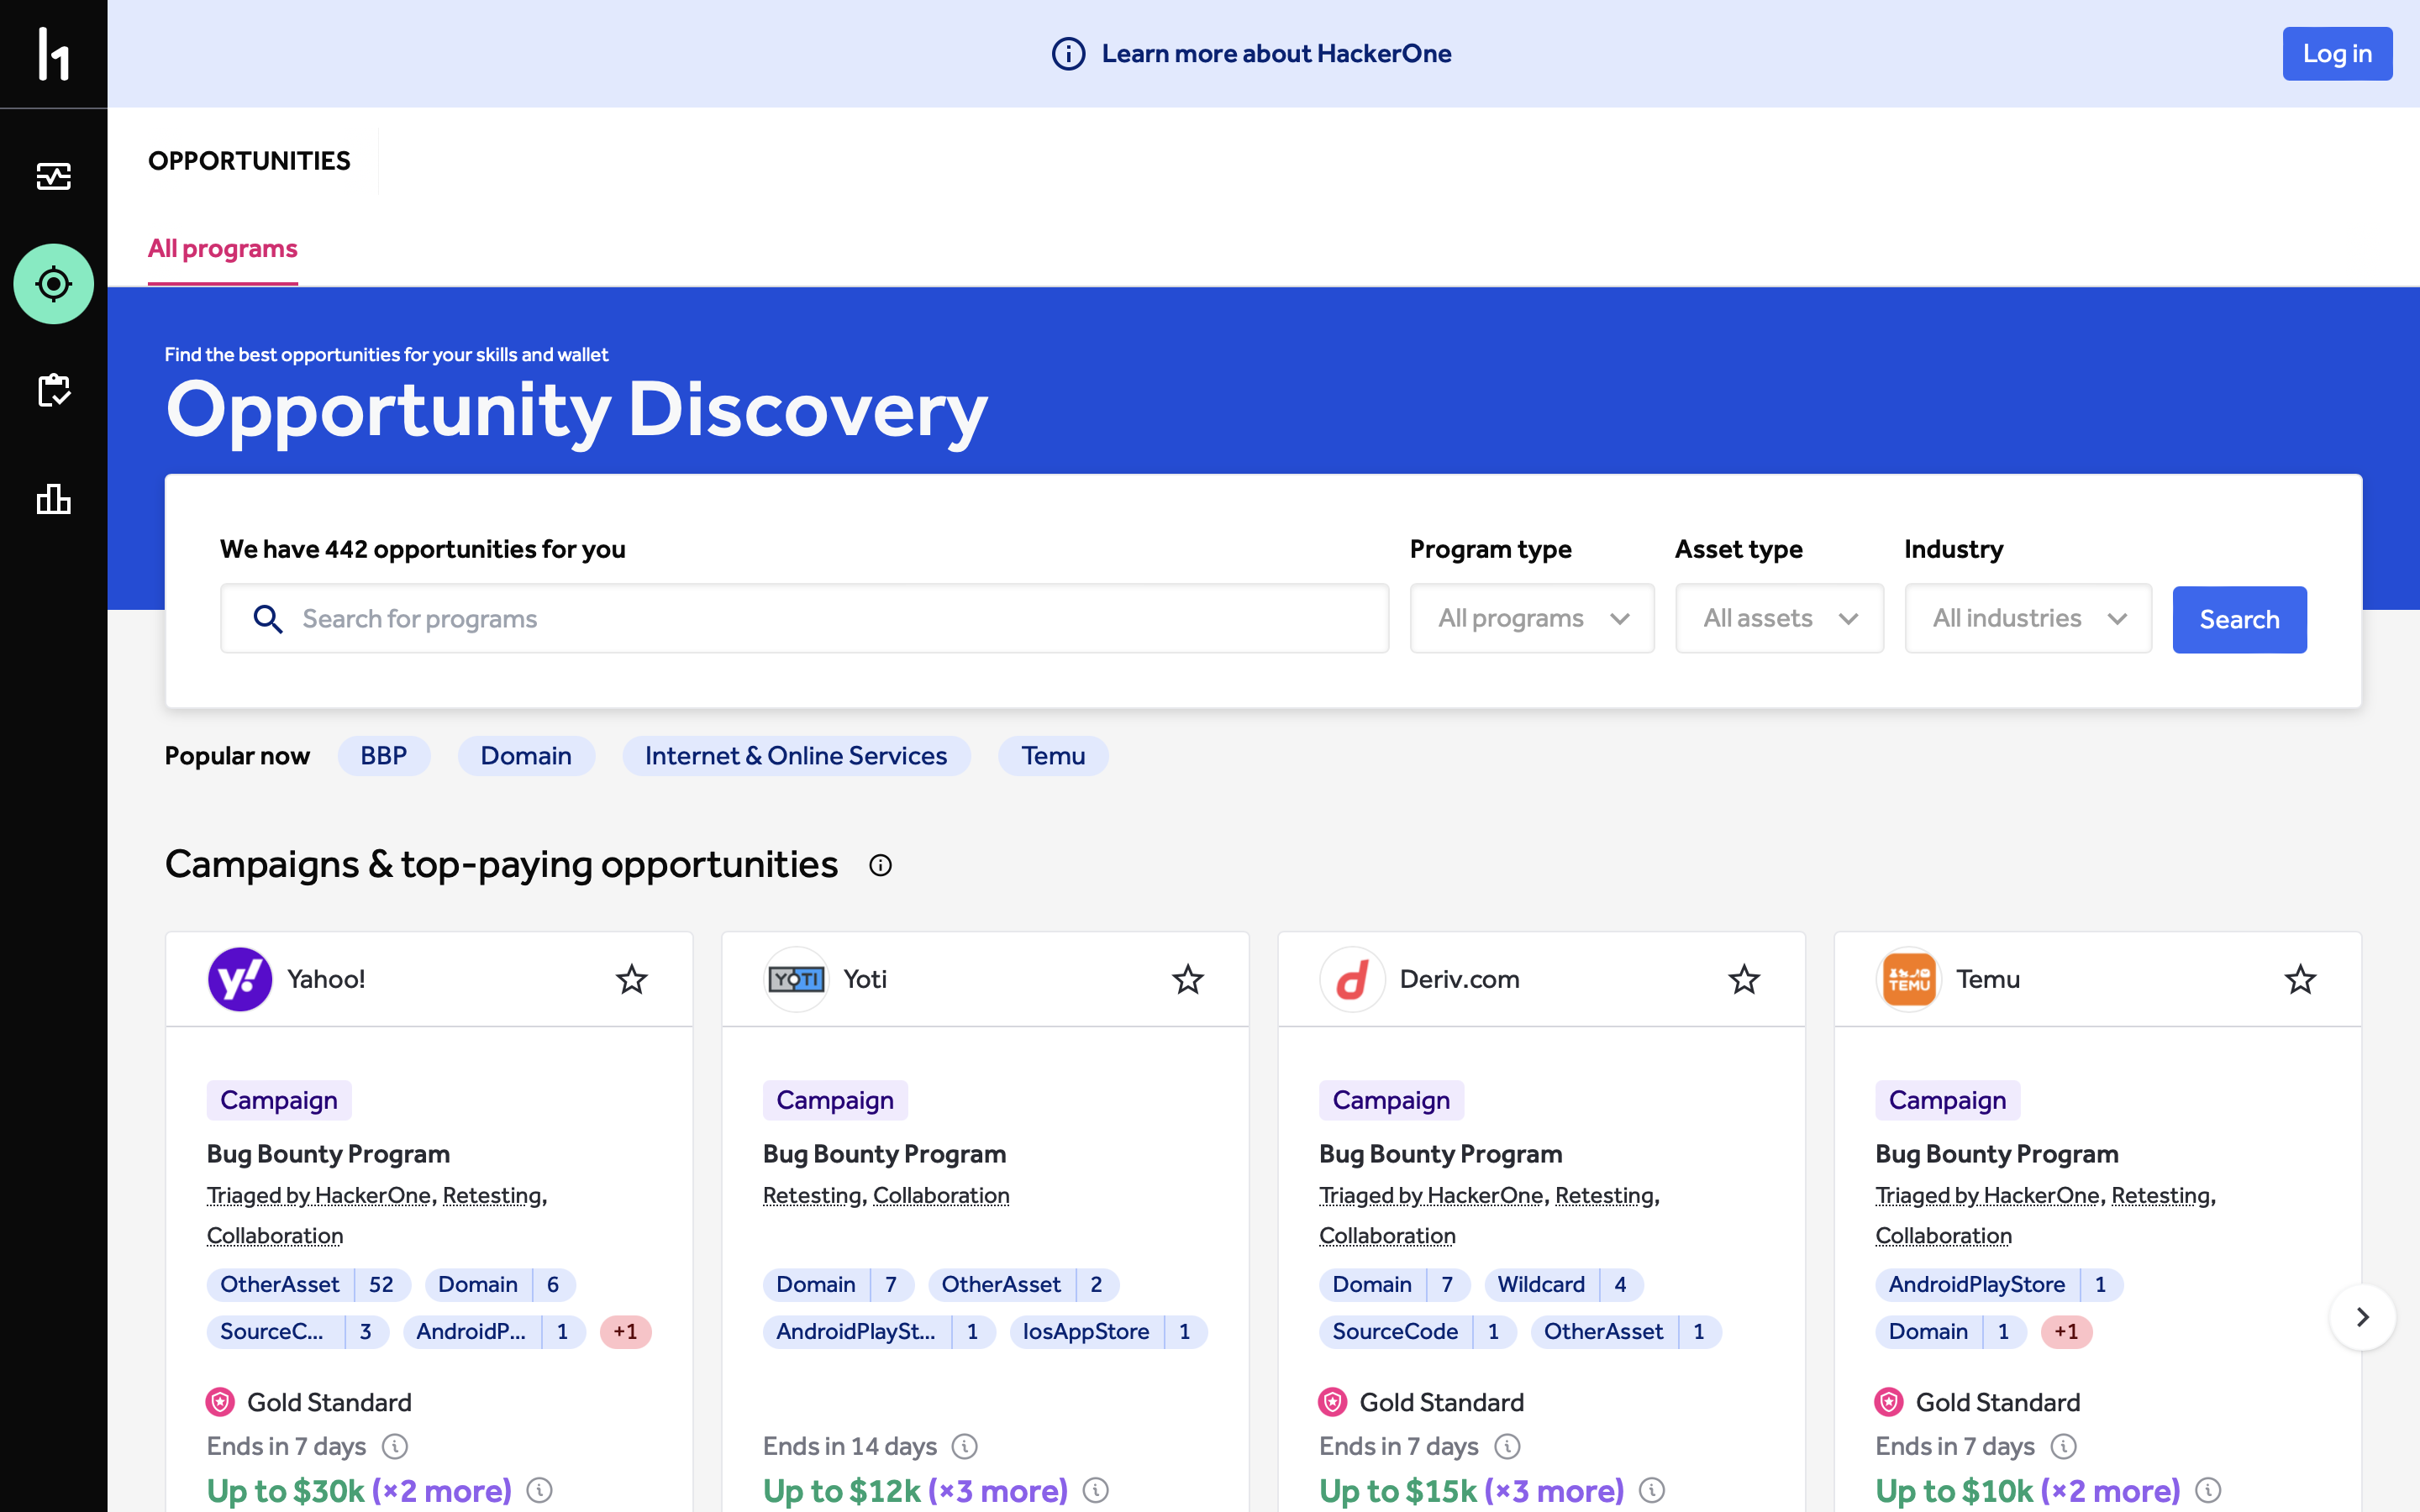 Learn more about HackerOne
Log in
OPPORTUNITIES
All programs
Find the best opportunities for your skills and wallet
Opportunity Discovery
We have 442 opportunities for you
Program type
Asset type
Industry
Search for programs
All programs
All assets
All industries
Search
Popular now
BBP
Domain
Internet & Online Services
Temu
Campaigns & top-paying opportunities
Yahoo!
Campaign
Bug Bounty Program
Triaged by HackerOne, Retesting,
Collaboration
OtherAsset 52 Domain 6
SourceC... 3 AndroidP... 1 +1
Gold Standard
Ends in 7 days
Up to $30k (×2 more)
YOTI
Yoti
Campaign
Bug Bounty Program
Retesting, Collaboration
Domain 7 OtherAsset 2
AndroidPlaySt... 1 IosAppStore 1
Ends in 14 days
Up to $12k (×3 more)
Deriv.com
Campaign
Bug Bounty Program
Triaged by HackerOne, Retesting,
Collaboration
Domain 7 Wildcard 4
SourceCode 1 OtherAsset 1
Gold Standard
Ends in 7 days
Up to $15k (×3 more)
TEMU
Temu
Campaign
Bug Bounty Program
Triaged by HackerOne, Retesting,
Collaboration
AndroidPlayStore 1
Domain 1 +1
Gold Standard
Ends in 7 days
Up to $10k (×2 more)